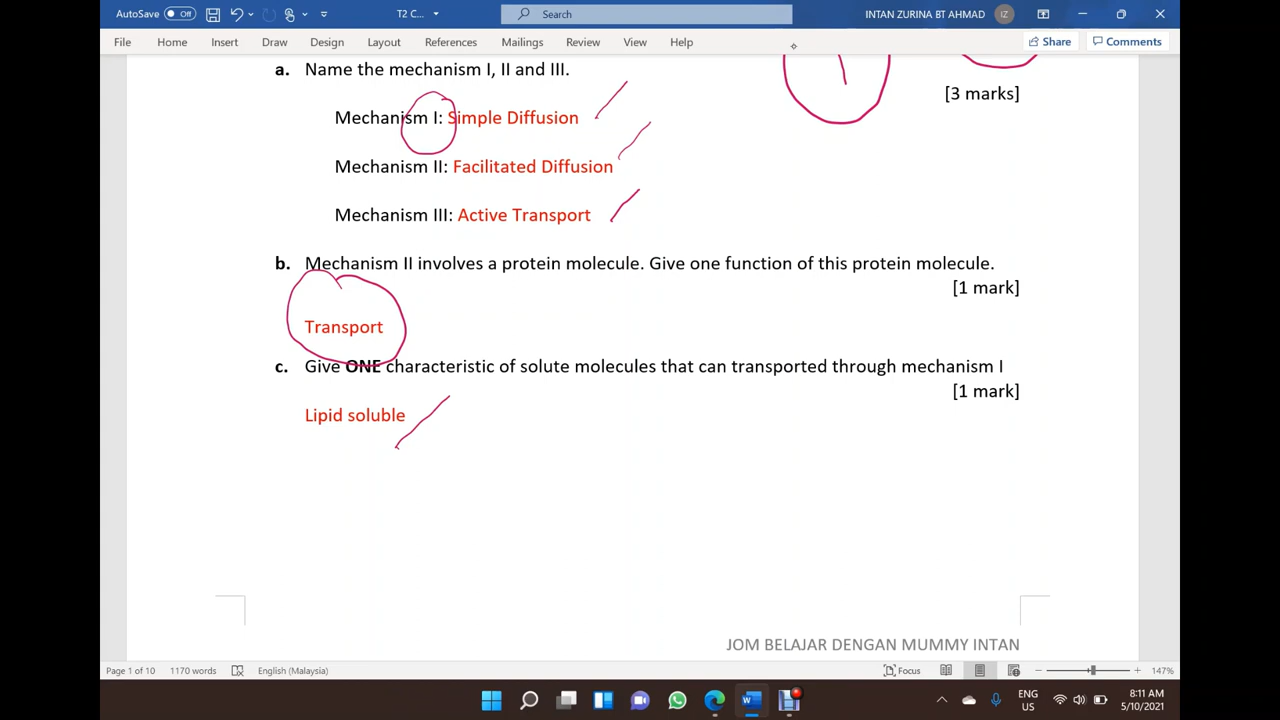 AutoSave Off T2 C... Search INTAN ZURINA BT AHMAD IZ
File Home Insert Draw Design Layout References Mailings Review View Help Share Comments
a. Name the mechanism I, II and III.
[3 marks]
Mechanism I: Simple Diffusion
Mechanism II: Facilitated Diffusion
Mechanism III: Active Transport
b. Mechanism II involves a protein molecule. Give one function of this protein molecule.
[1 mark]
Transport
c. Give ONE characteristic of solute molecules that can transported through mechanism I
[1 mark]
Lipid soluble
JOM BELAJAR DENGAN MUMMY INTAN
Page 1 of 10 1170 words English (Malaysia) Focus 147%
ENG
US
8:11 AM
5/10/2021